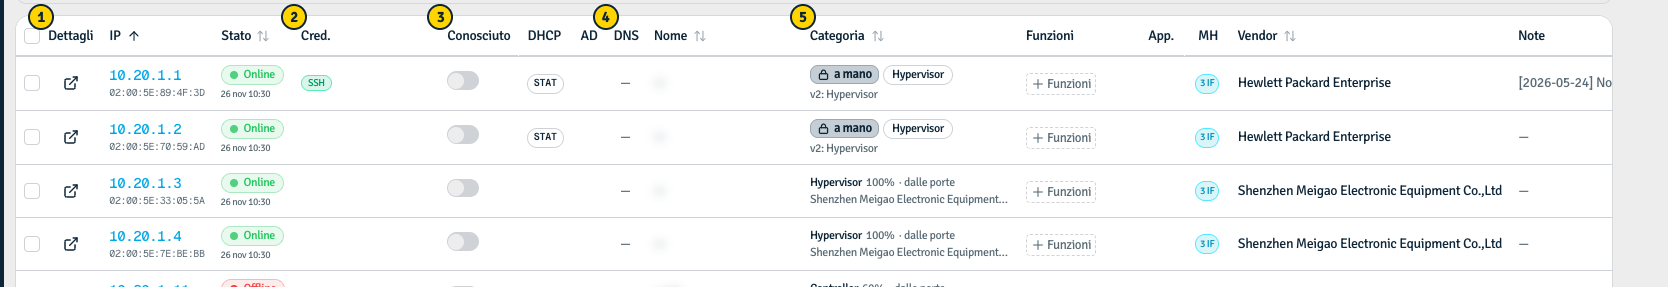 1 2 3 4 5
Dettagli IP ↑ Stato Cred. Conosciuto DHCP AD DNS Nome Categoria Funzioni App. MH Vendor Note
10.20.1.1 Online SSH STAT — a mano Hypervisor + Funzioni 3 IF Hewlett Packard Enterprise [2026-05-24] No
02:00:5E:89:4F:3D 26 nov 10:30 v2: Hypervisor
10.20.1.2 Online STAT — a mano Hypervisor + Funzioni 3 IF Hewlett Packard Enterprise —
02:00:5E:70:59:AD 26 nov 10:30 v2: Hypervisor
10.20.1.3 Online — Hypervisor 100% · dalle porte + Funzioni 3 IF Shenzhen Meigao Electronic Equipment Co.,Ltd —
02:00:5E:33:05:5A 26 nov 10:30 Shenzhen Meigao Electronic Equipment...
10.20.1.4 Online — Hypervisor 100% · dalle porte + Funzioni 3 IF Shenzhen Meigao Electronic Equipment Co.,Ltd —
02:00:5E:7E:BE:BB 26 nov 10:30 Shenzhen Meigao Electronic Equipment...
Offline Controller · dalle porte